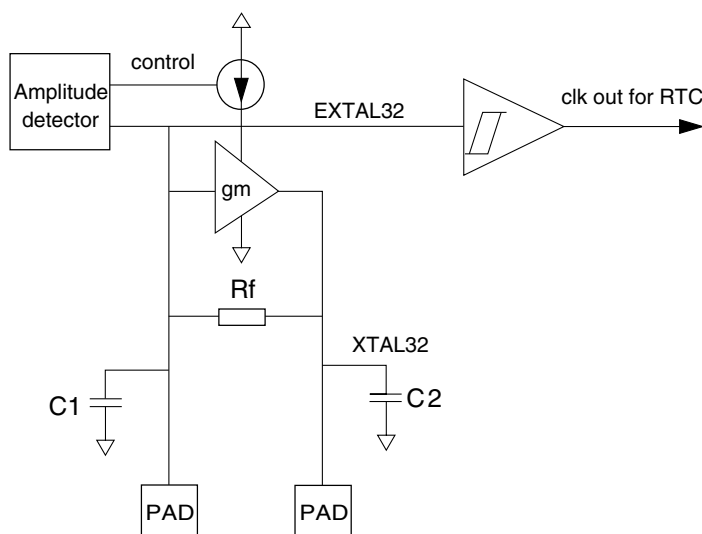 control
Amplitude
detector
EXTAL32
clk out for RTC
gm
Rf
XTAL32
C1
C2
PAD
PAD